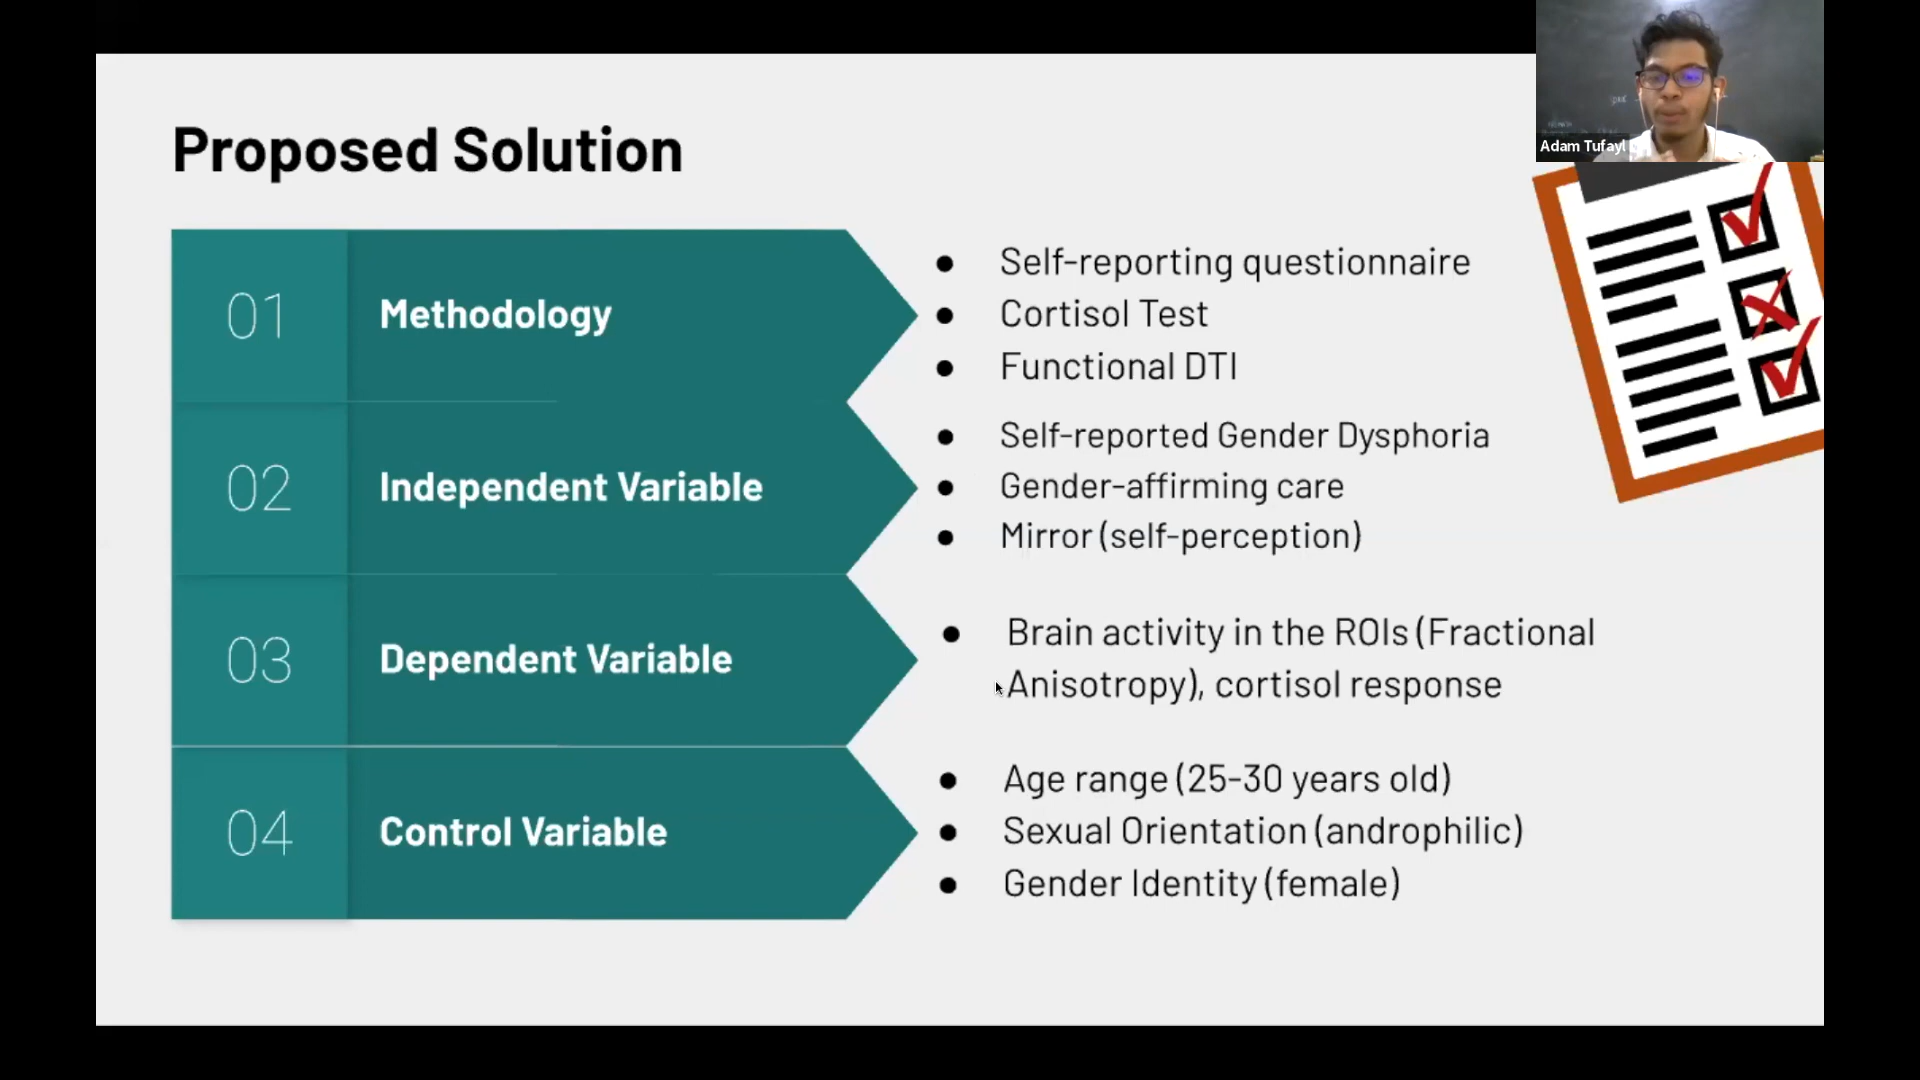 Adam Tufayl
Proposed Solution
01
Methodology
● Self-reporting questionnaire
● Cortisol Test
● Functional DTI
02
Independent Variable
● Self-reported Gender Dysphoria
● Gender-affirming care
● Mirror (self-perception)
03
Dependent Variable
● Brain activity in the ROIs (Fractional
Anisotropy), cortisol response
04
Control Variable
● Age range (25-30 years old)
● Sexual Orientation (androphilic)
● Gender Identity (female)